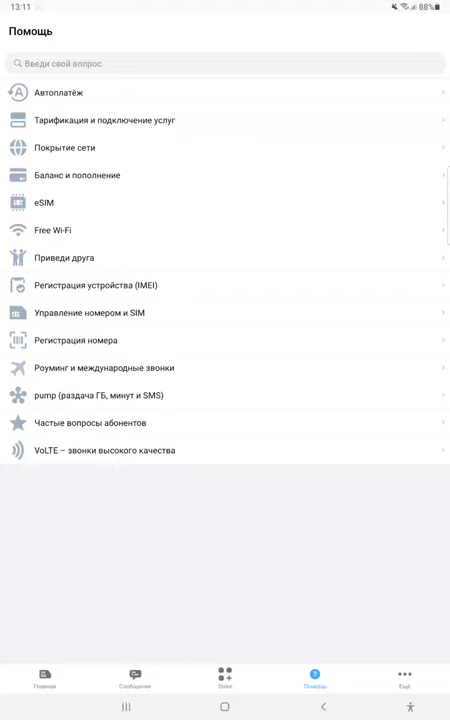 13:11
88%
Помощь
Введи свой вопрос
Автоплатёж
Тарификация и подключение услуг
Покрытие сети
Баланс и пополнение
eSIM
Free Wi-Fi
Приведи друга
Регистрация устройства (IMEI)
Управление номером и SIM
Регистрация номера
Роуминг и международные звонки
pump (раздача ГБ, минут и SMS)
Частые вопросы абонентов
VoLTE – звонки высокого качества
Главная
Сообщения
Store
Помощь
Ещё